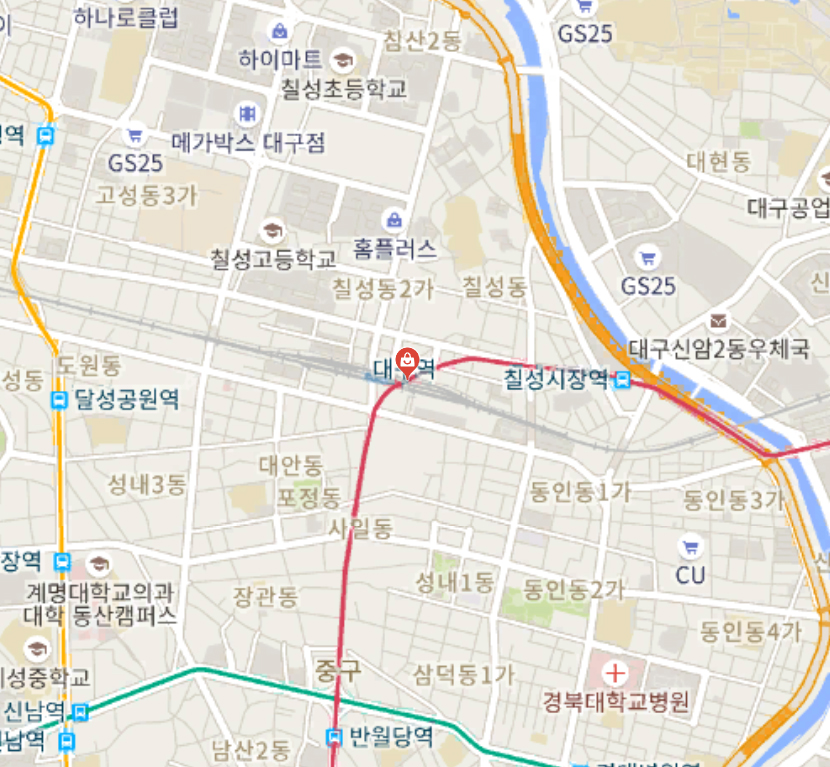 하나로클럽
침산2동
GS25
하이마트
칠성초등학교
메가박스 대구점
GS25
대현동
고성동3가
대구공업
칠성고등학교
홈플러스
GS25
칠성동2가
칠성동
대구신암2동우체국
도원동
성동
칠성시장역
달성공원역
대안동
성내3동
포정동
동인동1가
동인동3가
사일동
장역
CU
계명대학교의과
대학 동산캠퍼스
장관동
성내1동
동인동2가
동인동4가
중구
삼덕동1가
성중학교
경북대학교병원
신남역
남역
반월당역
남산2동